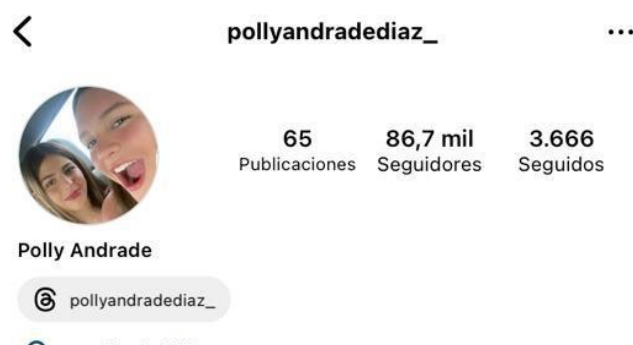 pollyandradediaz_
65 86,7 mil 3.666
Publicaciones Seguidores Seguidos
Polly Andrade
pollyandradediaz_